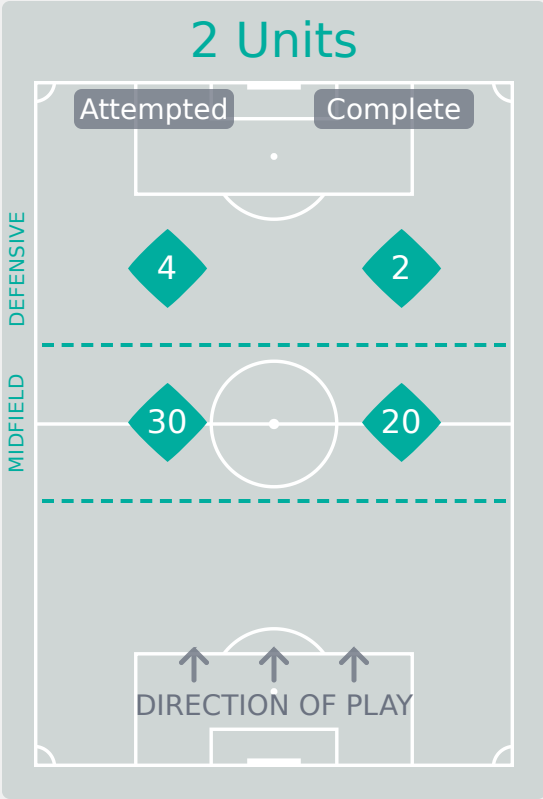 2 Units
Attempted Complete
DEFENSIVE
4 2
MIDFIELD
30 20
DIRECTION OF PLAY